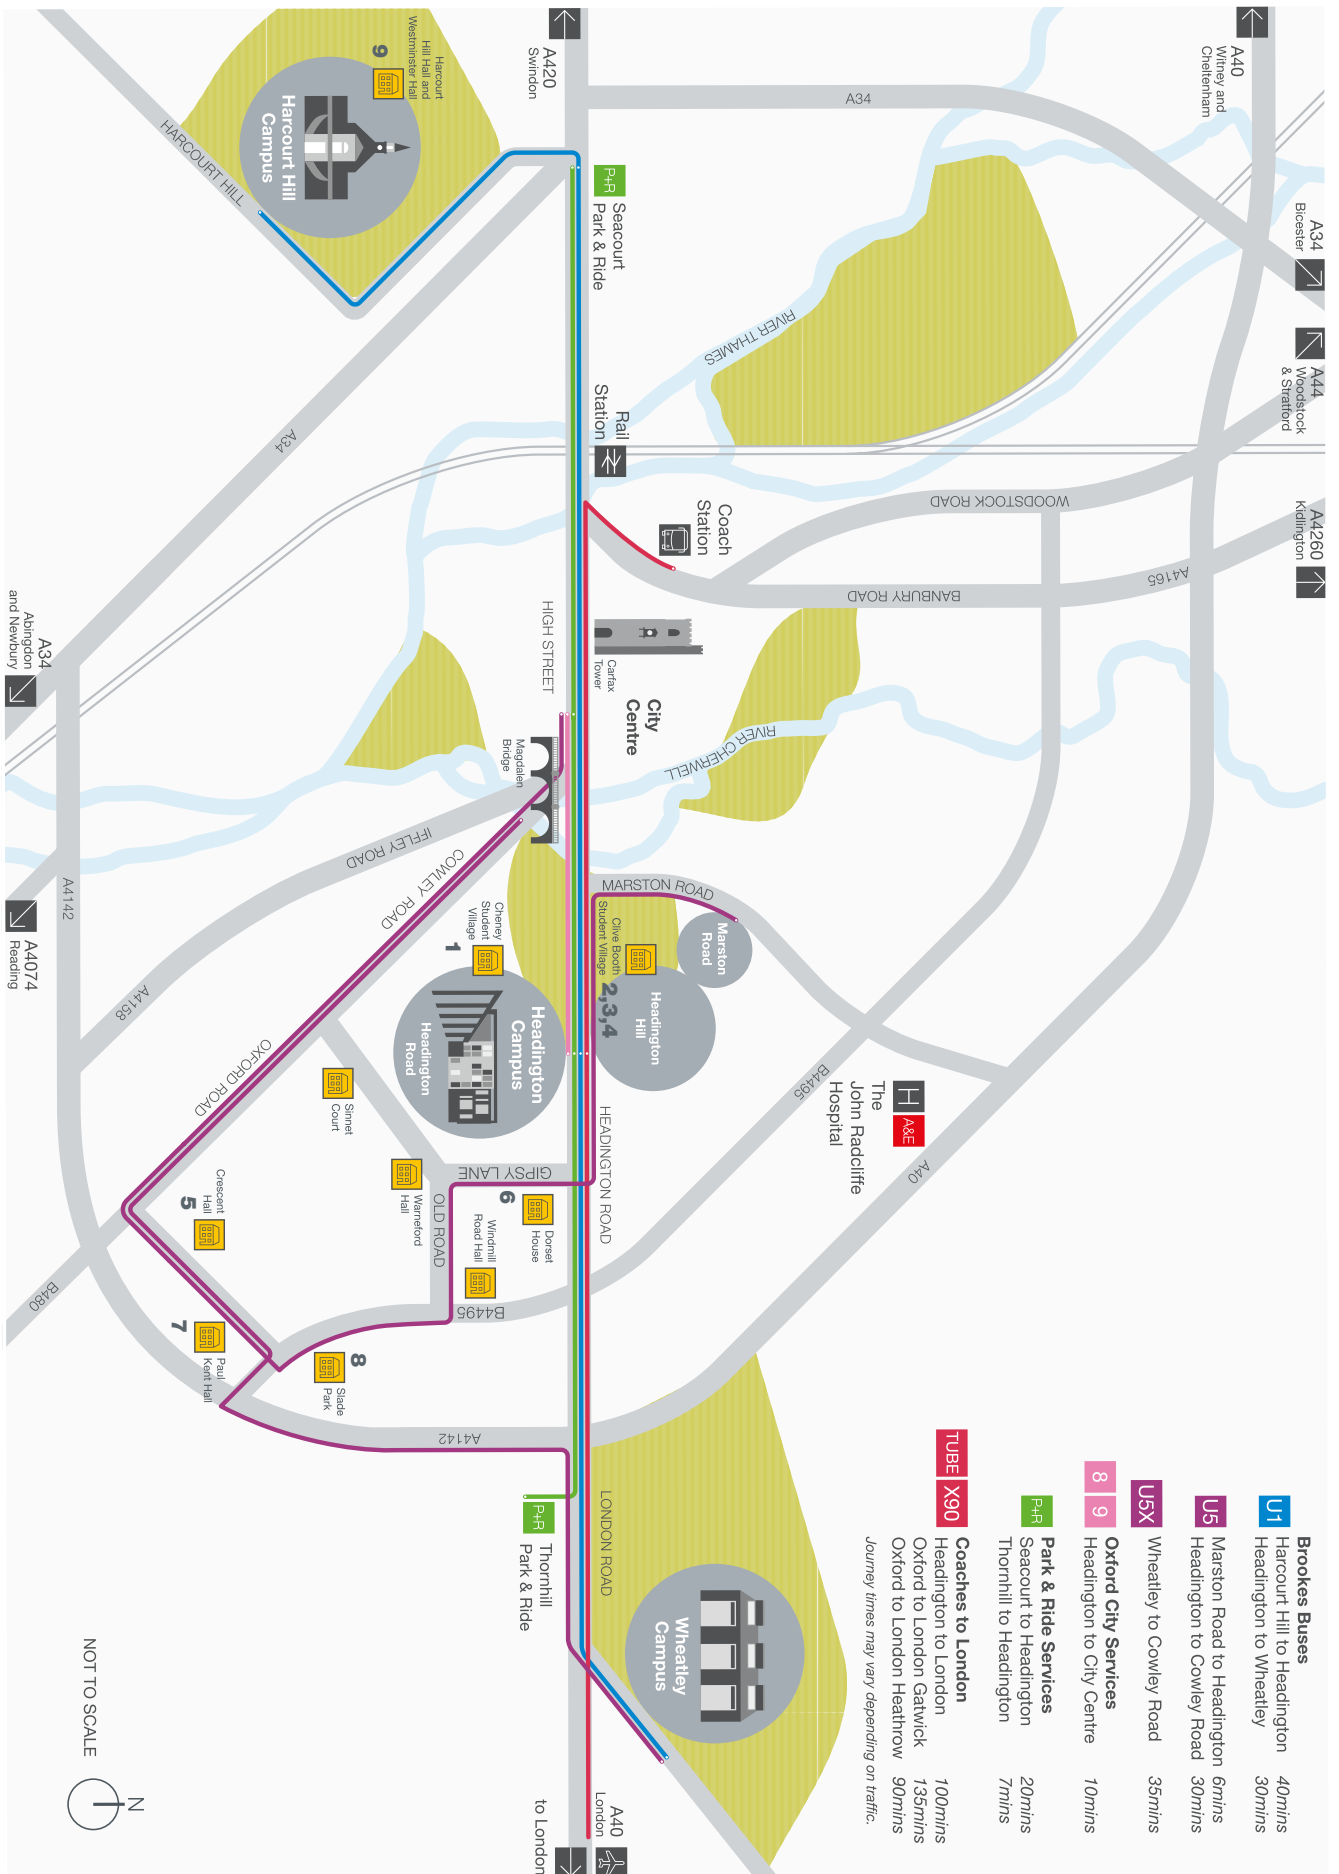 A40
Witney and
Cheltenham
A34
Bicester
A44
Woodstock
& Stratford
A4260
Kidlington
Brookes Buses
U1
Harcourt Hill to Headington 40mins
Headington to Wheatley 30mins
U5
Marston Road to Headington 6mins
Headington to Cowley Road 30mins
U5X
Wheatley to Cowley Road 35mins
Oxford City Services
8 9
Headington to City Centre 10mins
Park & Ride Services
P+R
Seacourt to Headington 20mins
Thornhill to Headington 7mins
Coaches to London
TUBE X90
Headington to London 100mins
Oxford to London Gatwick 135mins
Oxford to London Heathrow 90mins
Journey times may vary depending on traffic.
A34
RIVER THAMES
WOODSTOCK ROAD
A4165
BANBURY ROAD
Coach
Station
RIVER CHERWELL
City
Centre
Carfax
Tower
Marston
Road
MARSTON ROAD
Headington
Hill
Clive Booth
Student Village
2,3,4
B4495
H
A&E
The
John Radcliffe
Hospital
A40
Wheatley
Campus
A420
Swindon
P+R
Seacourt
Park & Ride
Rail
Station
HIGH STREET
HEADINGTON ROAD
LONDON ROAD
A40
London
to London
Magdalen
Bridge
Headington
Campus
Headington
Road
Cheney
Student
Village
1
GIPSY LANE
Dorset
House
6
Windmill
Road Hall
B4495
OLD ROAD
Warneford
Hall
Sinnet
Court
P+R
Thornhill
Park & Ride
A4142
Harcourt
Hill Hall and
Westminster Hall
9
Harcourt Hill
Campus
HARCOURT HILL
A34
IFFLEY ROAD
COWLEY ROAD
OXFORD ROAD
A4158
Crescent
Hall
5
Paul
Kent Hall
7
Slade
Park
8
A34
Abingdon
and Newbury
A4142
A4074
Reading
B480
NOT TO SCALE
N